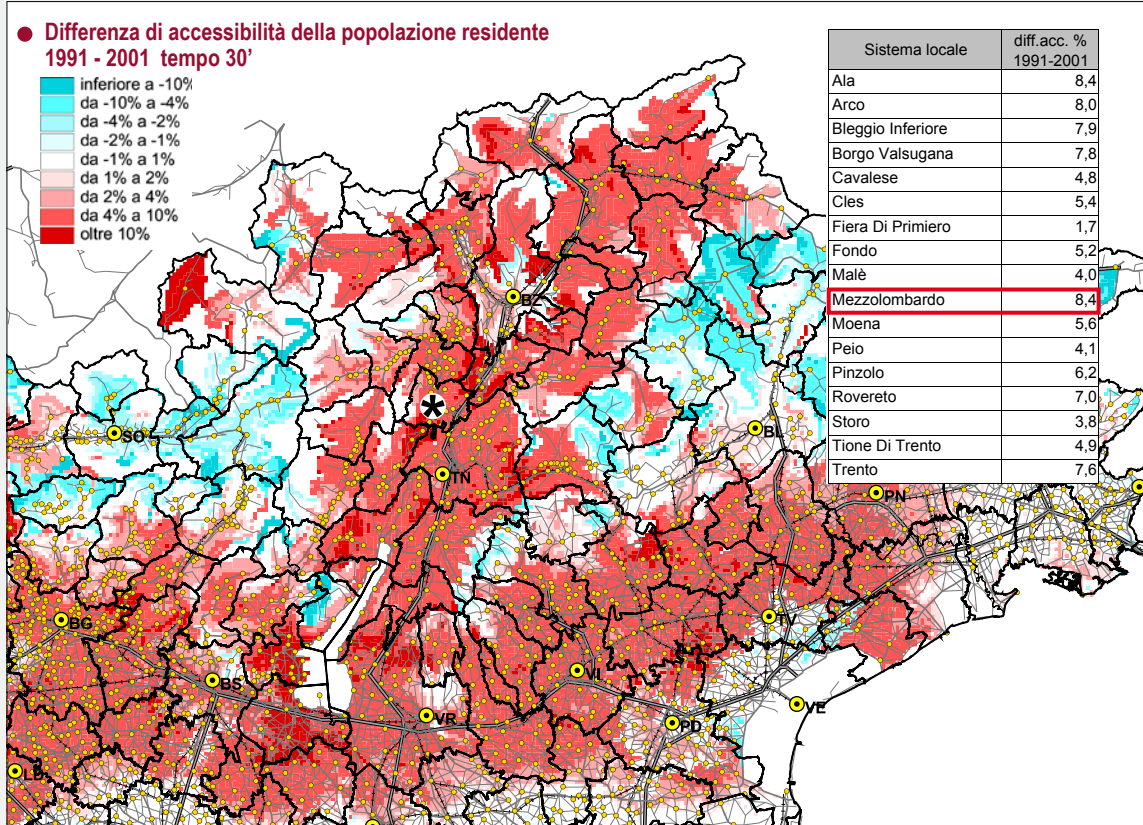 ● Differenza di accessibilità della popolazione residente
1991 - 2001 tempo 30'
inferiore a -10%
da -10% a -4%
da -4% a -2%
da -2% a -1%
da -1% a 1%
da 1% a 2%
da 2% a 4%
da 4% a 10%
oltre 10%
Sistema locale diff.acc. %
1991-2001
Ala 8,4
Arco 8,0
Bleggio Inferiore 7,9
Borgo Valsugana 7,8
Cavalese 4,8
Cles 5,4
Fiera Di Primiero 1,7
Fondo 5,2
Malè 4,0
Mezzolombardo 8,4
Moena 5,6
Peio 4,1
Pinzolo 6,2
Rovereto 7,0
Storo 3,8
Tione Di Trento 4,9
Trento 7,6
BZ
*
SO
BL
TN
PN
BG
TV
BS
VI
VE
VR
PD